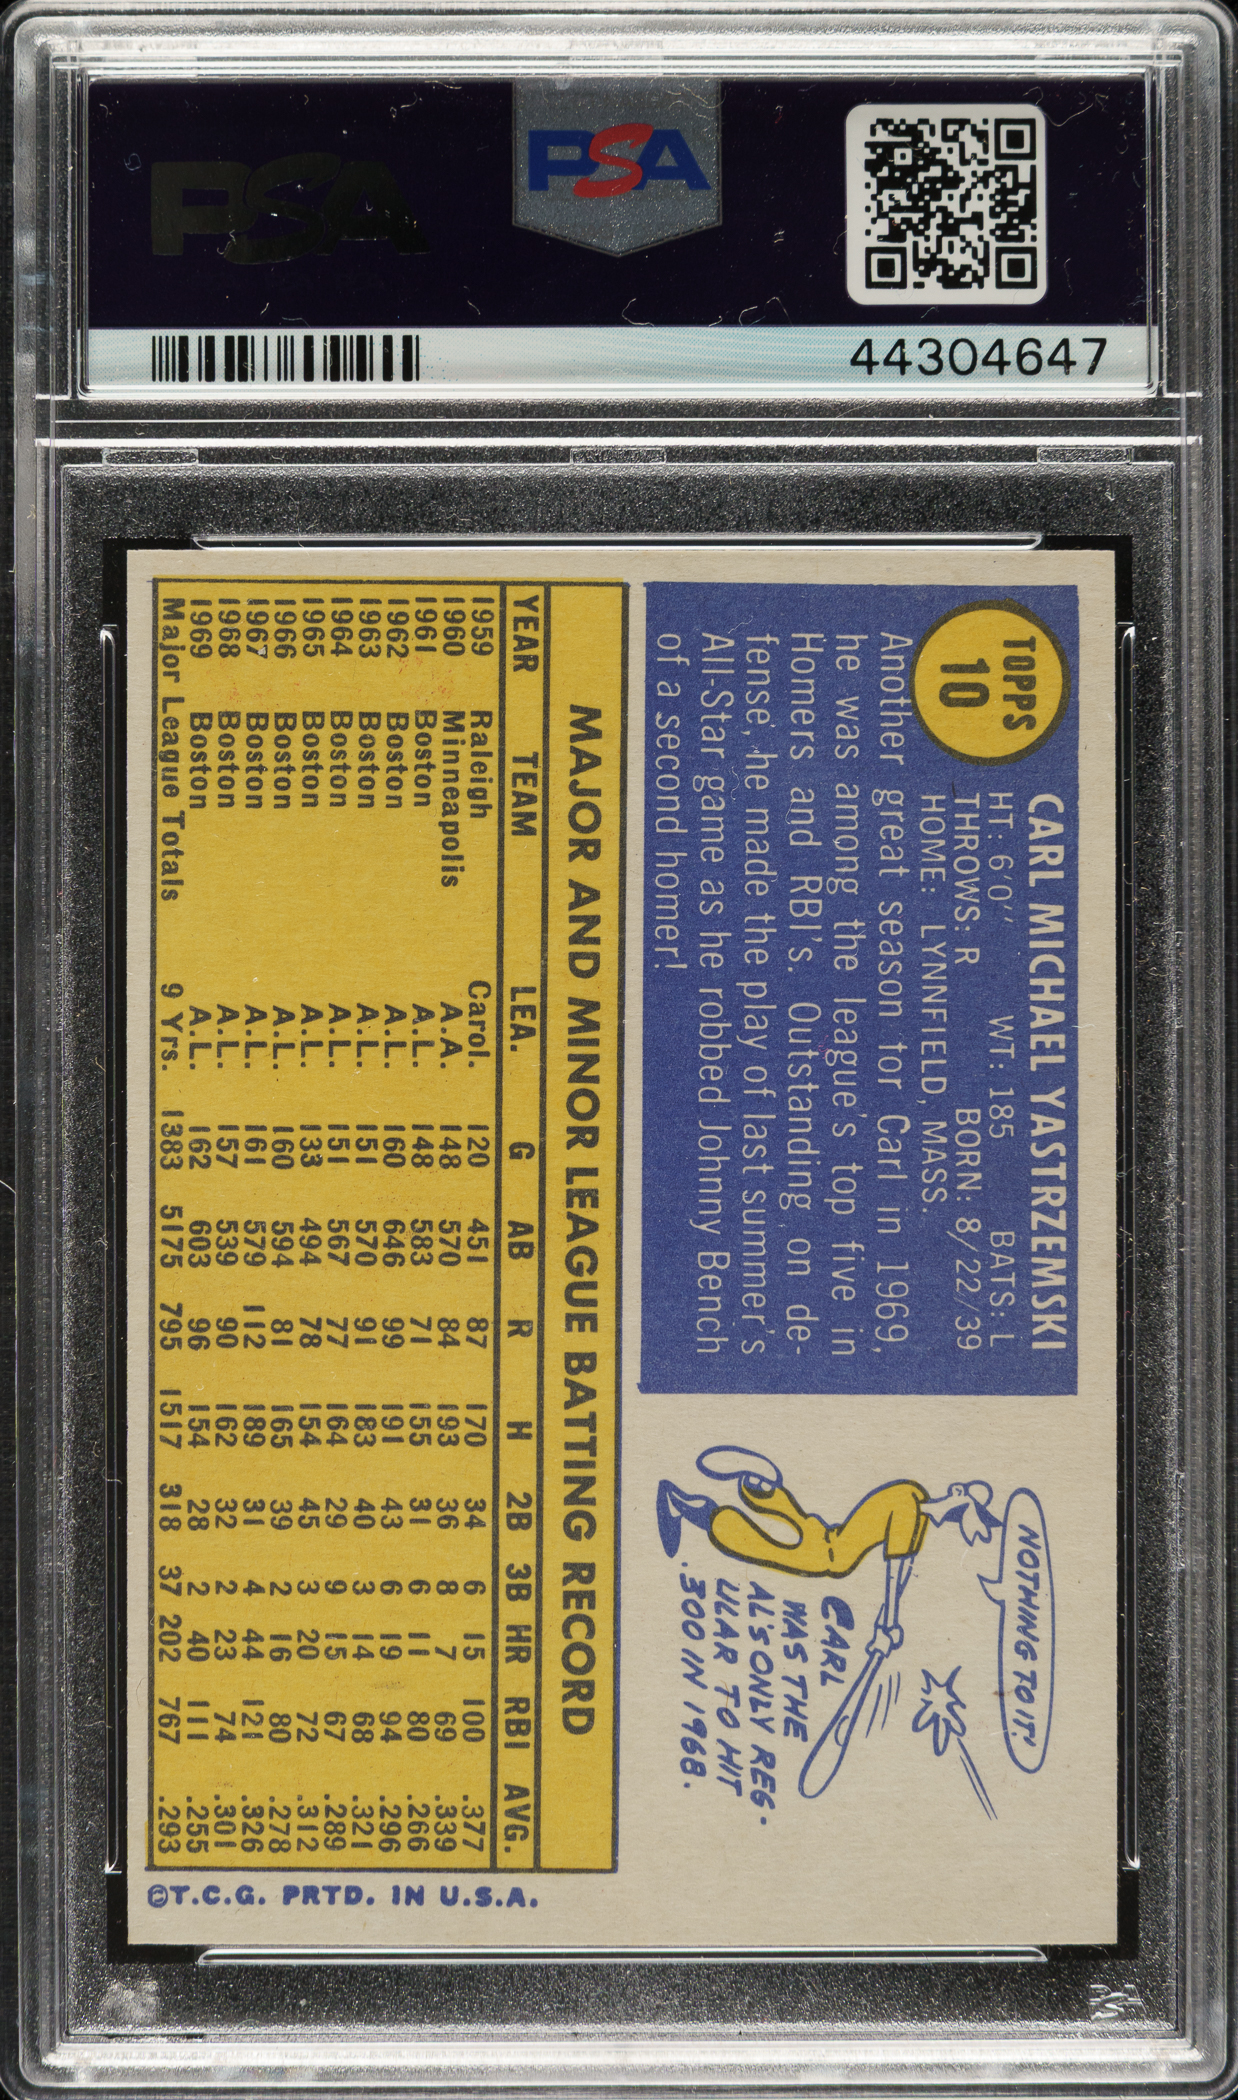 PSA
PSA
44304647
TOPPS
10
CARL MICHAEL YASTRZEMSKI
HT: 6'0" WT: 185 BATS: L
THROWS: R BORN: 8/22/39
HOME: LYNNFIELD, MASS.
Another great season for Carl in 1969,
he was among the league's top five in
Homers and RBI's. Outstanding on de-
fense, he made the play of last summer's
All-Star game as he robbed Johnny Bench
of a second homer!
NOTHING TO IT!
CARL
WAS THE
AL'S ONLY REG-
ULAR TO HIT
.300 IN 1968.
MAJOR AND MINOR LEAGUE BATTING RECORD
YEAR TEAM LEA. G AB R H 2B 3B HR RBI AVG.
1959 Raleigh Carol. 120 451 87 170 34 6 15 100 .377
1960 Minneapolis A.A. 148 570 84 193 36 8 7 69 .339
1961 Boston A.L. 148 583 71 155 31 6 11 80 .266
1962 Boston A.L. 160 646 99 191 43 6 19 94 .296
1963 Boston A.L. 151 570 91 183 40 3 14 68 .321
1964 Boston A.L. 151 567 77 164 29 9 15 67 .289
1965 Boston A.L. 133 494 78 154 45 3 20 72 .312
1966 Boston A.L. 160 594 81 165 39 2 16 80 .278
1967 Boston A.L. 161 579 112 189 31 4 44 121 .326
1968 Boston A.L. 157 539 90 162 32 2 23 74 .301
1969 Boston A.L. 162 603 96 154 28 2 40 111 .255
Major League Totals 9 Yrs. 1383 5175 795 1517 318 37 202 767 .293
©T.C.G. PRTD. IN U.S.A.
PSA